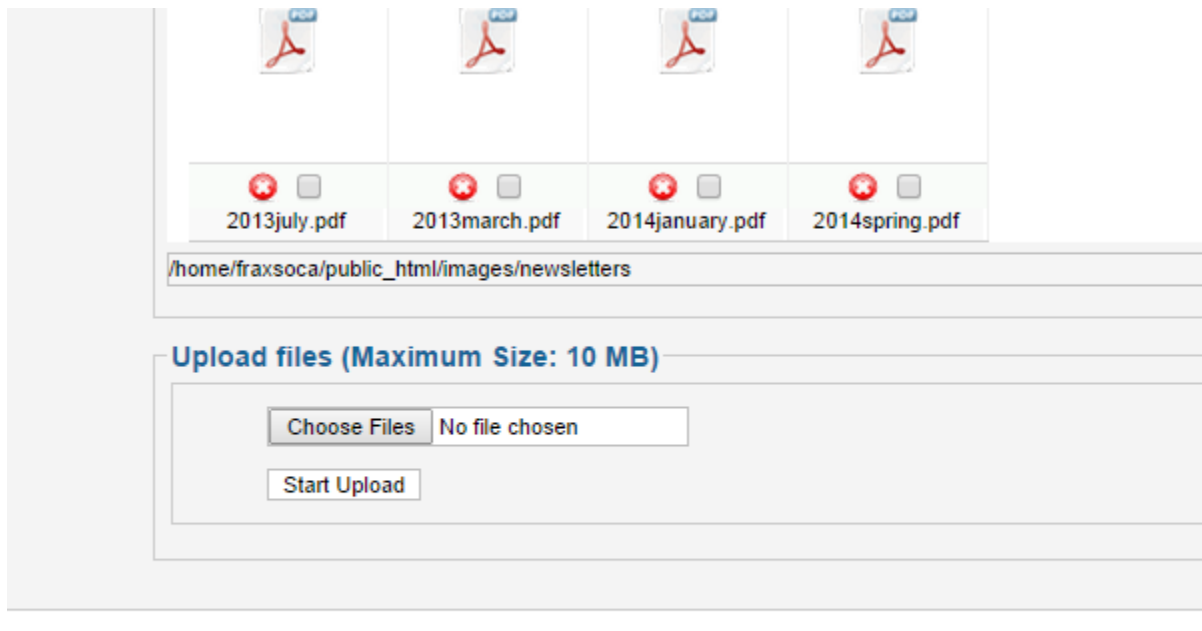 PDF PDF PDF PDF
2013july.pdf 2013march.pdf 2014january.pdf 2014spring.pdf
/home/fraxsoca/public_html/images/newsletters
Upload files (Maximum Size: 10 MB)
Choose Files No file chosen
Start Upload